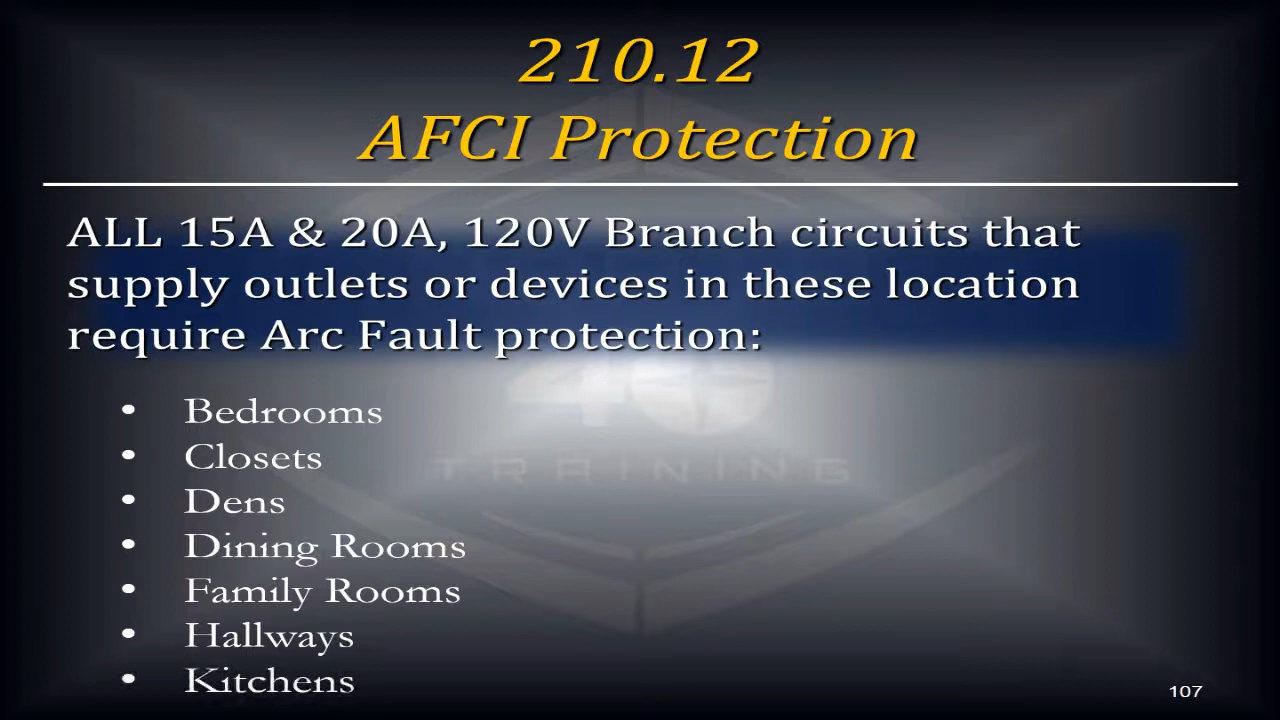 210.12
AFCI Protection
ALL 15A & 20A, 120V Branch circuits that
supply outlets or devices in these location
require Arc Fault protection:
• Bedrooms
• Closets
• Dens
• Dining Rooms
• Family Rooms
• Hallways
• Kitchens
TRAINING
107